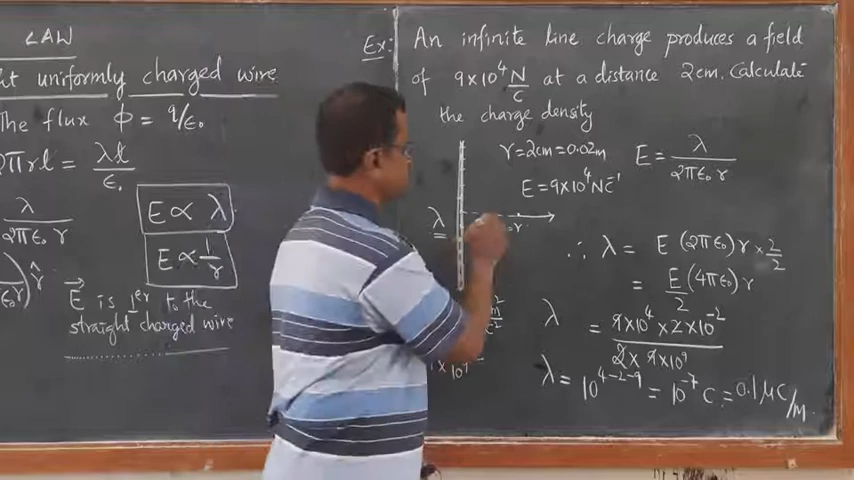 LAW
ht uniformly charged wire
The flux ϕ = q/ε₀
2πrl = λl/ε₀
λ/2πε₀r
E ∝ λ
E ∝ 1/r
ε₀r) r̂
E⃗ is ⊥er to the
straight charged wire
Ex: An infinite line charge produces a field
of 9×10⁴ N/C at a distance 2cm. Calculate
the charge density
r=2cm=0.02m
E = λ/2πε₀r
E=9×10⁴NC⁻¹
λ
r
∴ λ = E (2πε₀)r × 2/2
= E/2 (4πε₀) r
λ = 9×10⁴×2×10⁻²/2×9×10⁹
λ = 10⁴⁻²⁻⁹ = 10⁻⁷ C = 0.1 μC/m